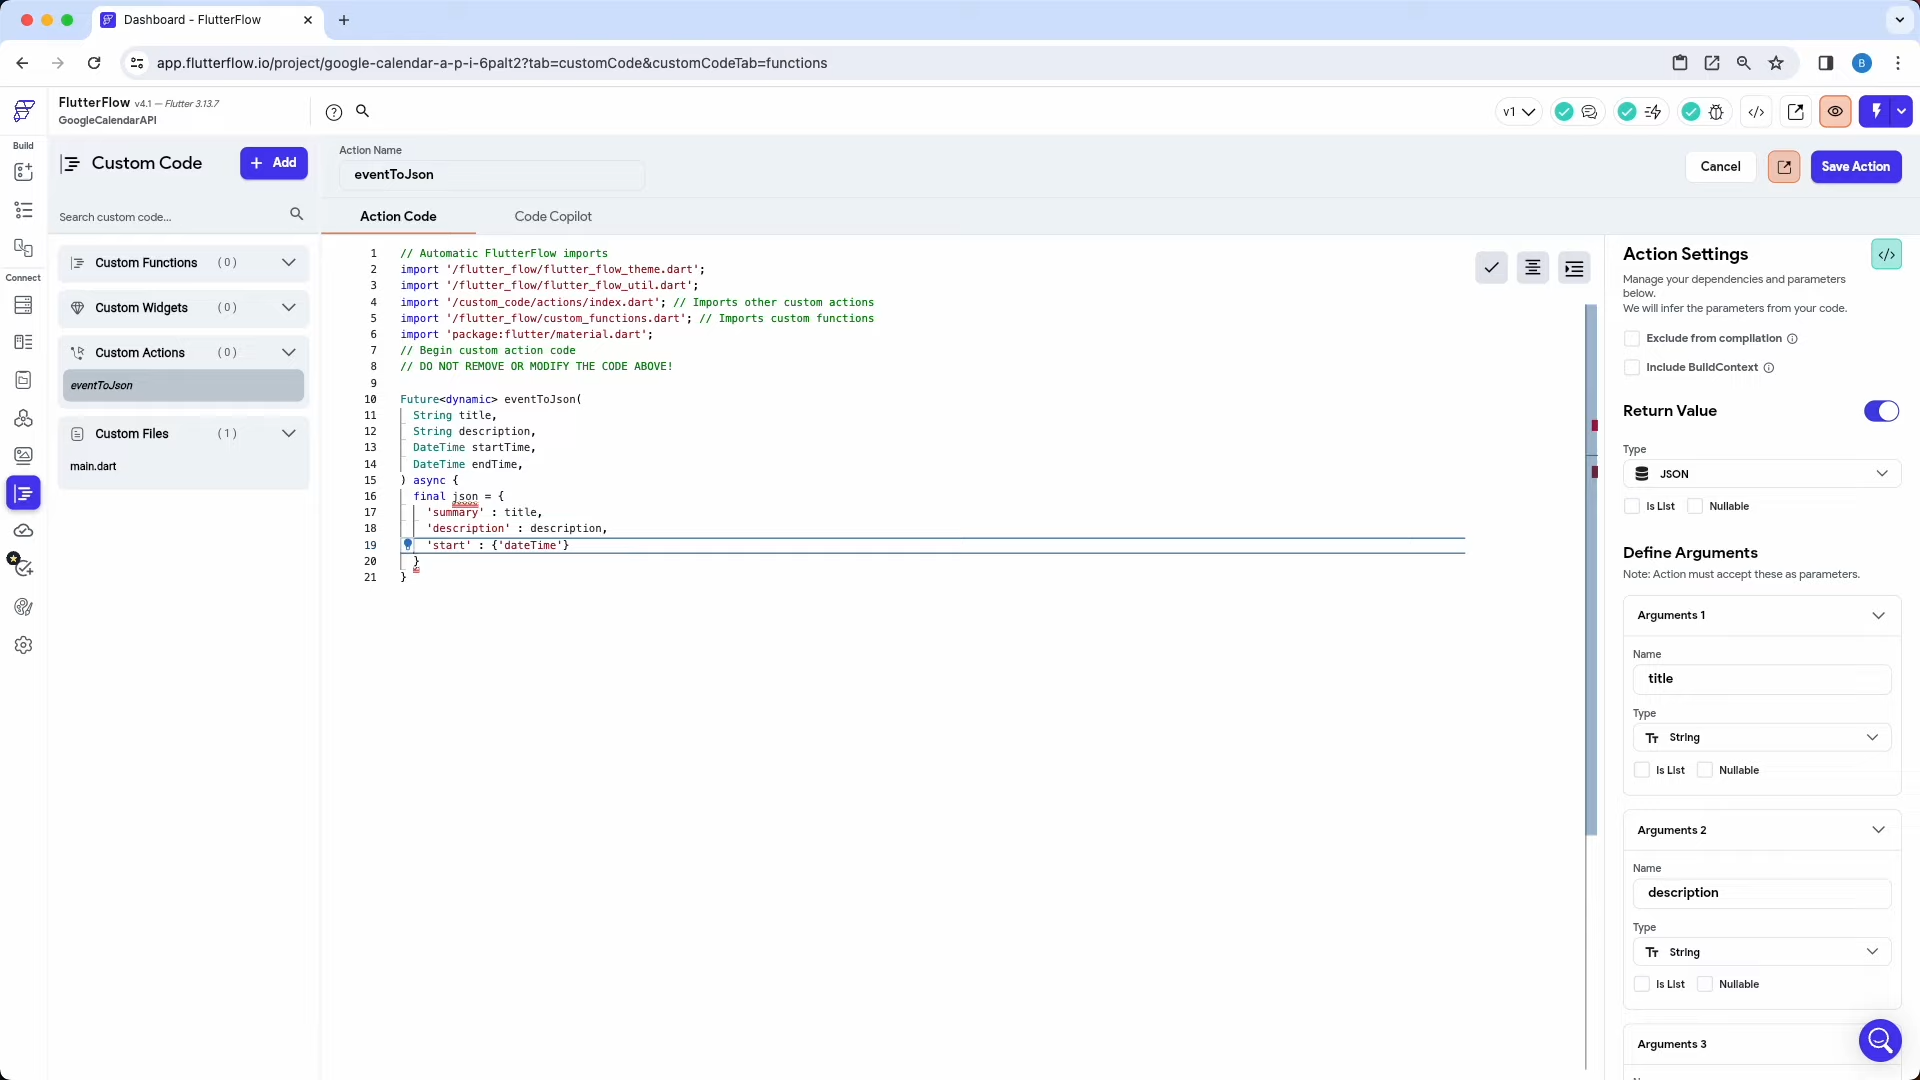 Dashboard - FlutterFlow
app.flutterflow.io/project/google-calendar-a-p-i-6palt2?tab=customCode&customCodeTab=functions
B
FlutterFlow v4.1 — Flutter 3.13.7
GoogleCalendarAPI
v1
Build
Connect
Custom Code
+ Add
Search custom code...
Custom Functions (0)
Custom Widgets (0)
Custom Actions (0)
eventToJson
Custom Files (1)
main.dart
Action Name
eventToJson
Cancel
Save Action
Action Code
Code Copilot
1 // Automatic FlutterFlow imports
2 import '/flutter_flow/flutter_flow_theme.dart';
3 import '/flutter_flow/flutter_flow_util.dart';
4 import '/custom_code/actions/index.dart'; // Imports other custom actions
5 import '/flutter_flow/custom_functions.dart'; // Imports custom functions
6 import 'package:flutter/material.dart';
7 // Begin custom action code
8 // DO NOT REMOVE OR MODIFY THE CODE ABOVE!
9
10 Future<dynamic> eventToJson(
11 String title,
12 String description,
13 DateTime startTime,
14 DateTime endTime,
15 ) async {
16 final json = {
17 'summary' : title,
18 'description' : description,
19 'start' : {'dateTime'}
20 }
21 }
Action Settings
Manage your dependencies and parameters
below.
We will infer the parameters from your code.
Exclude from compilation
Include BuildContext
Return Value
Type
JSON
Is List
Nullable
Define Arguments
Note: Action must accept these as parameters.
Arguments 1
Name
title
Type
String
Is List
Nullable
Arguments 2
Name
description
Type
String
Is List
Nullable
Arguments 3